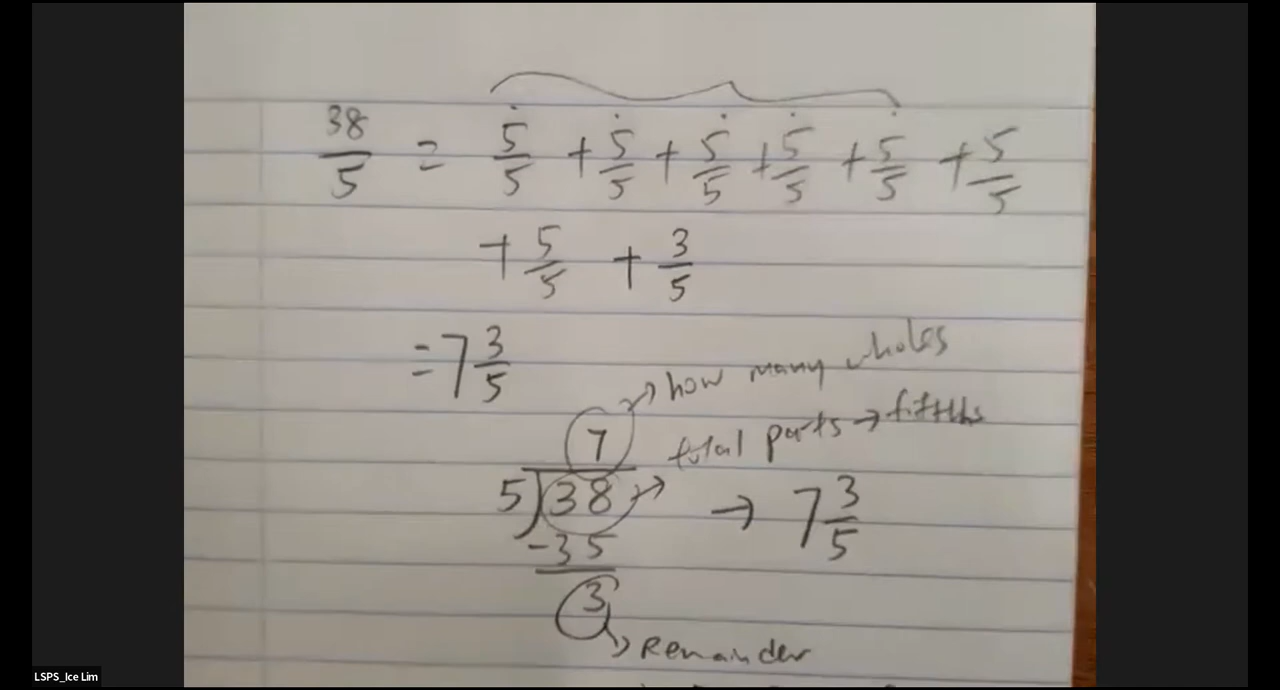 38/5 = 5/5 + 5/5 + 5/5 + 5/5 + 5/5 + 5/5
+ 5/5 + 3/5
= 7 3/5
→ how many wholes
7
total parts → fifths
5)38 → → 7 3/5
-35
3
→ Remainder
LSPS_Ice Lim